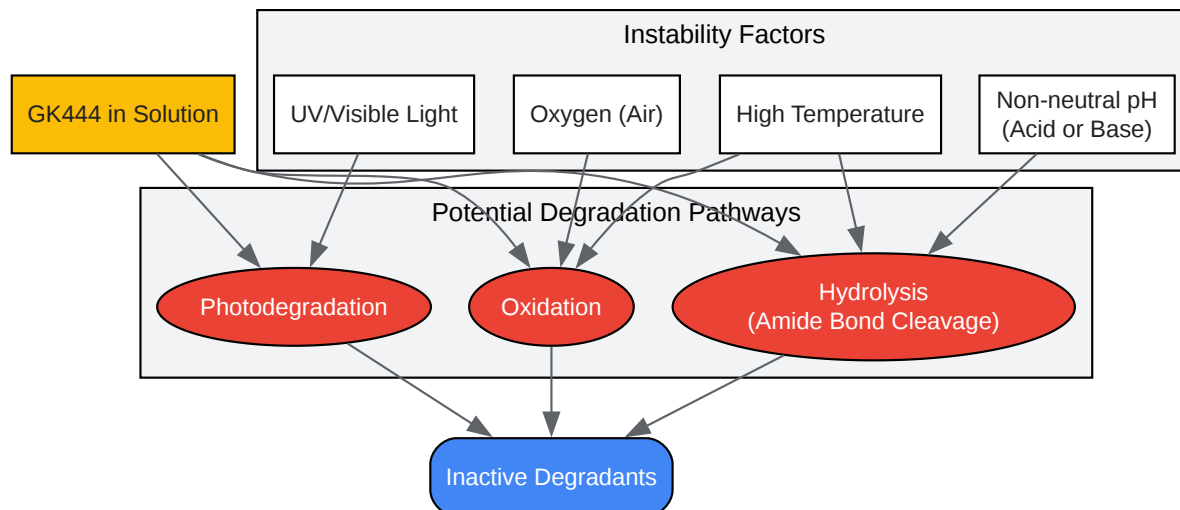 Instability Factors
GK444 in Solution
UV/Visible Light
Oxygen (Air)
High Temperature
Non-neutral pH
(Acid or Base)
Potential Degradation Pathways
Photodegradation
Oxidation
Hydrolysis
(Amide Bond Cleavage)
Inactive Degradants